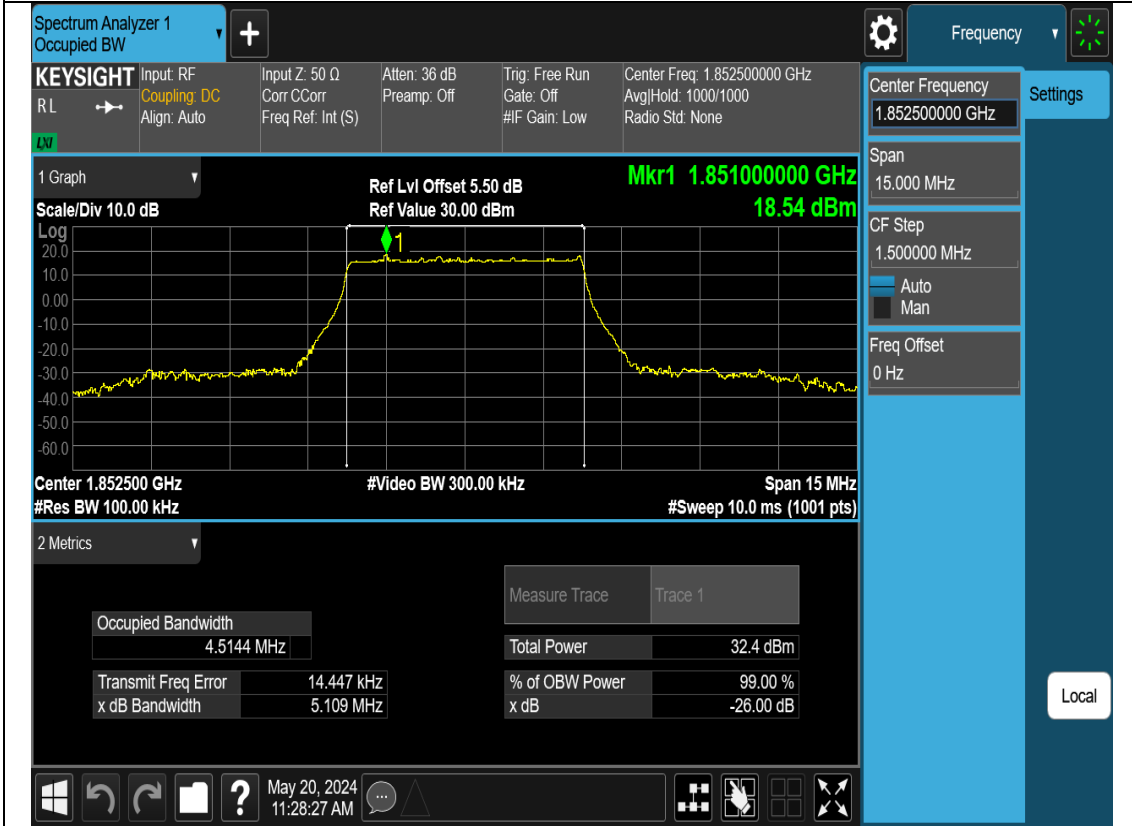 Spectrum Analyzer 1
Occupied BW
+
Frequency
KEYSIGHT
RL
LXI
Input: RF
Coupling: DC
Align: Auto
Input Z: 50 Ω
Corr CCorr
Freq Ref: Int (S)
Atten: 36 dB
Preamp: Off
Trig: Free Run
Gate: Off
#IF Gain: Low
Center Freq: 1.852500000 GHz
Avg|Hold: 1000/1000
Radio Std: None
Center Frequency
1.852500000 GHz
Settings
Span
15.000 MHz
CF Step
1.500000 MHz
Auto
Man
Freq Offset
0 Hz
Local
1 Graph
Scale/Div 10.0 dB
Ref Lvl Offset 5.50 dB
Ref Value 30.00 dBm
Mkr1 1.851000000 GHz
18.54 dBm
Log
20.0
10.0
0.00
-10.0
-20.0
-30.0
-40.0
-50.0
-60.0
1
Center 1.852500 GHz
#Video BW 300.00 kHz
Span 15 MHz
#Res BW 100.00 kHz
#Sweep 10.0 ms (1001 pts)
2 Metrics
Measure Trace Trace 1
Occupied Bandwidth
4.5144 MHz
Total Power 32.4 dBm
Transmit Freq Error 14.447 kHz
% of OBW Power 99.00 %
x dB Bandwidth 5.109 MHz
x dB -26.00 dB
?
May 20, 2024
11:28:27 AM